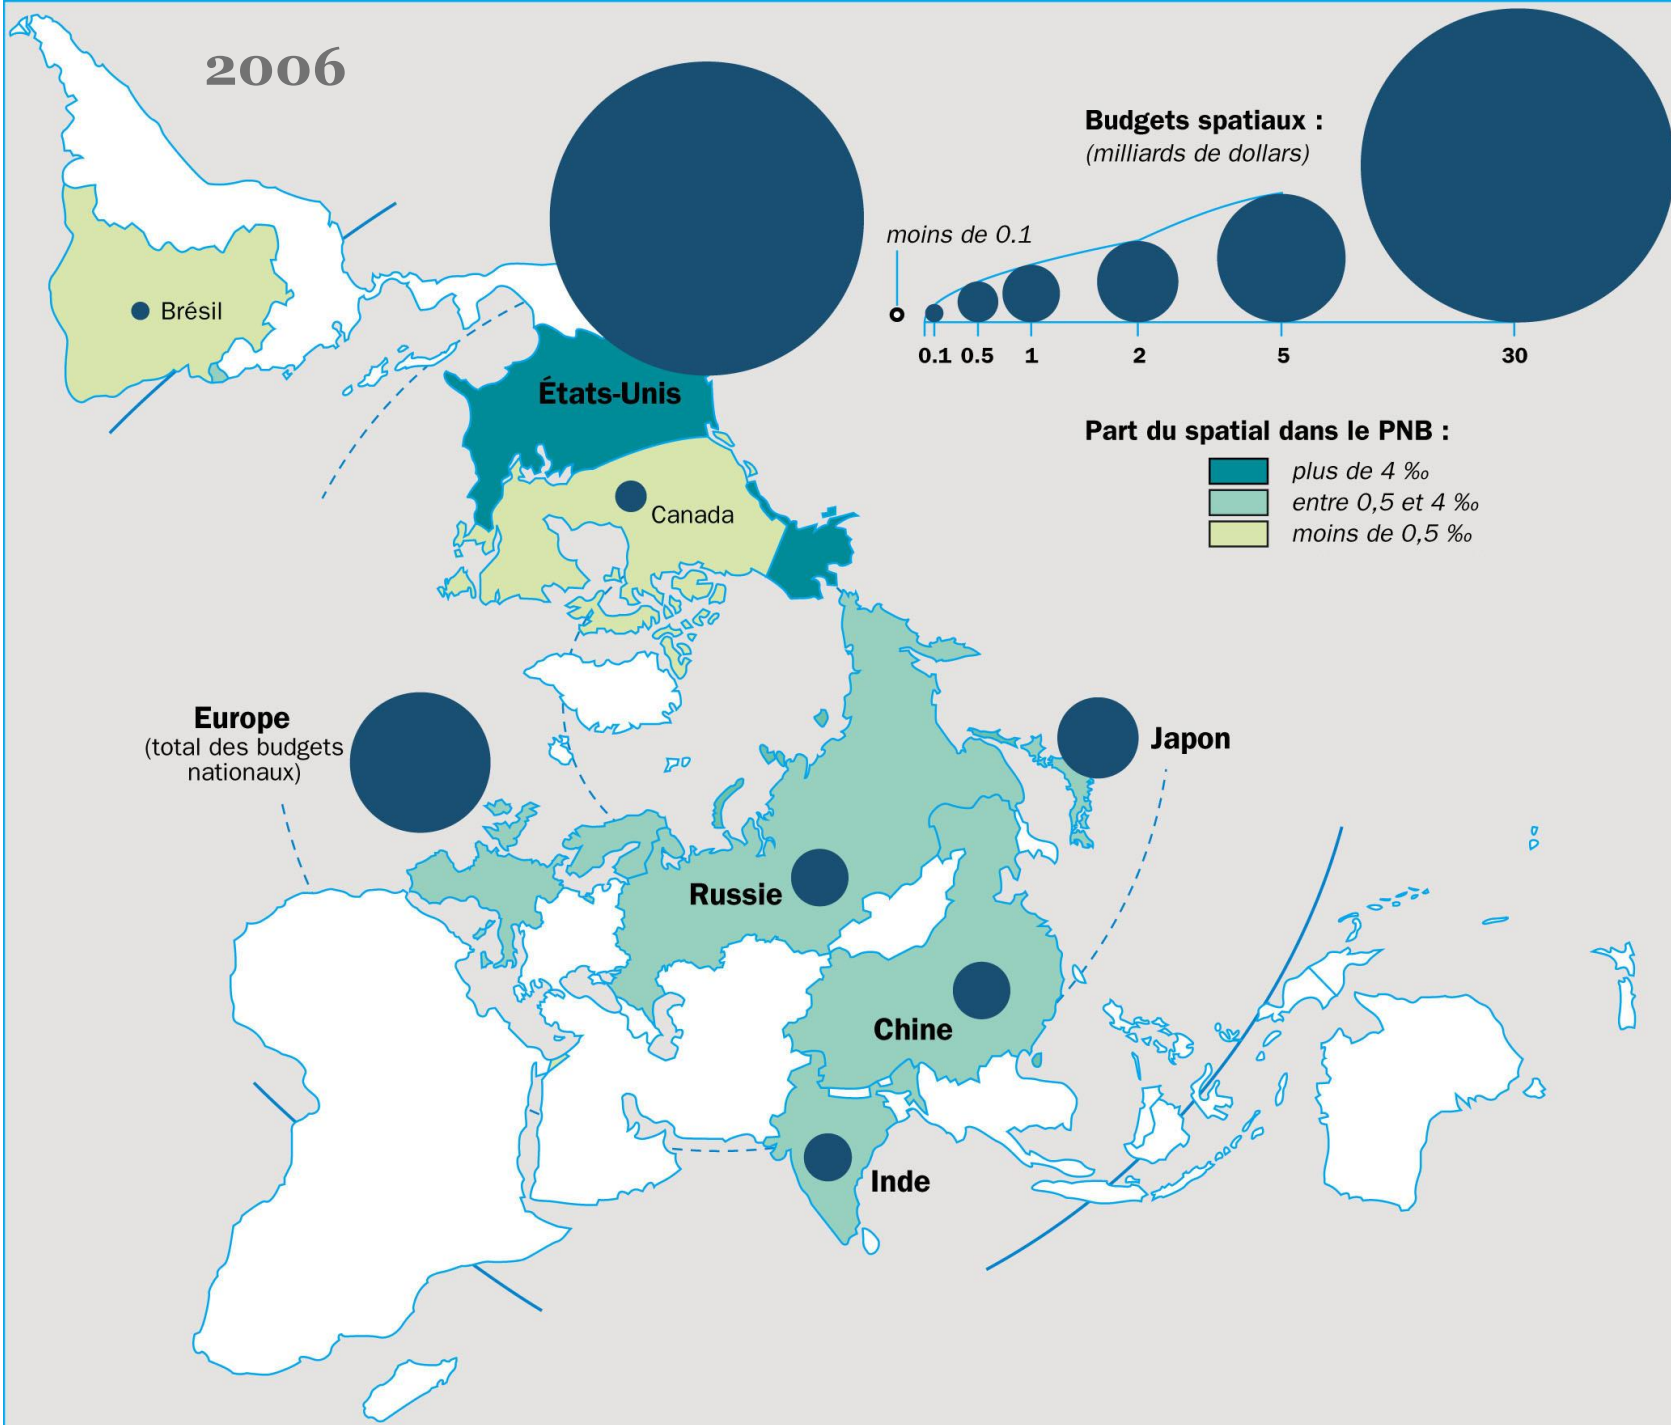 2006
Budgets spatiaux :
(milliards de dollars)
moins de 0.1
0.1 0.5 1 2 5 30
Brésil
États-Unis
Part du spatial dans le PNB :
plus de 4 ‰
entre 0,5 et 4 ‰
moins de 0,5 ‰
Canada
Europe
(total des budgets
nationaux)
Japon
Russie
Chine
Inde